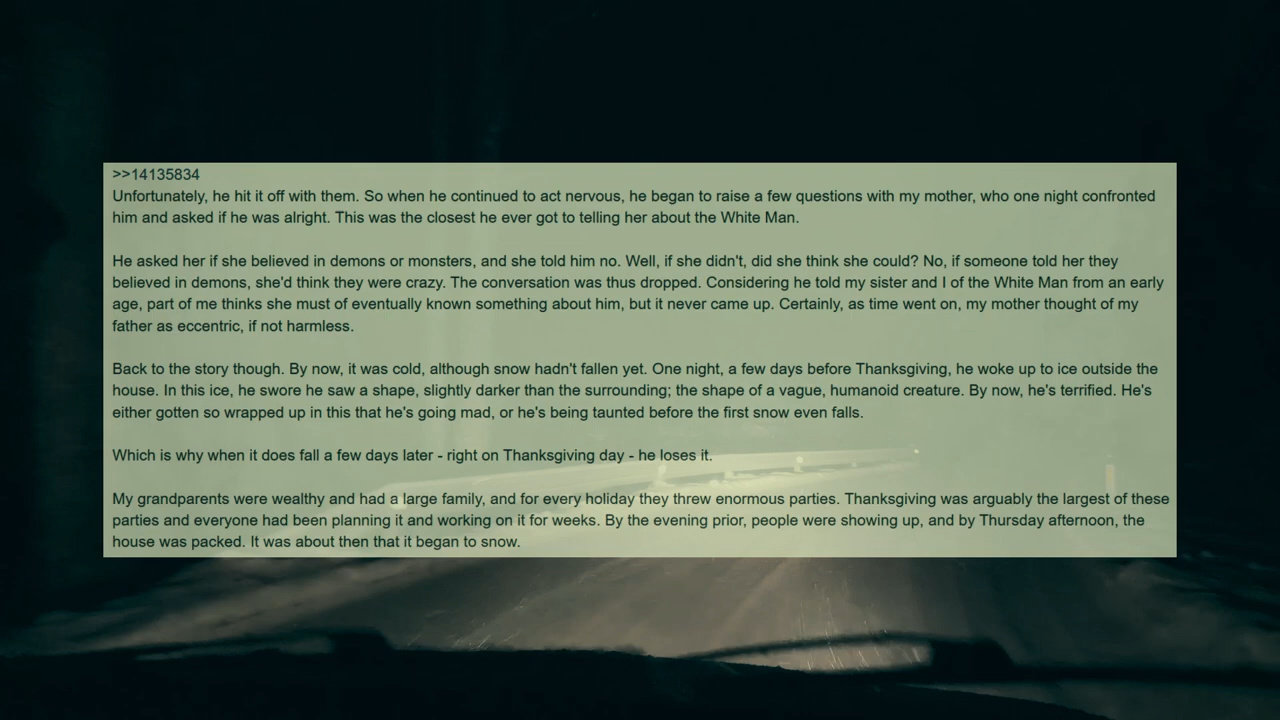 >>14135834
Unfortunately, he hit it off with them. So when he continued to act nervous, he began to raise a few questions with my mother, who one night confronted
him and asked if he was alright. This was the closest he ever got to telling her about the White Man.
He asked her if she believed in demons or monsters, and she told him no. Well, if she didn't, did she think she could? No, if someone told her they
believed in demons, she'd think they were crazy. The conversation was thus dropped. Considering he told my sister and I of the White Man from an early
age, part of me thinks she must of eventually known something about him, but it never came up. Certainly, as time went on, my mother thought of my
father as eccentric, if not harmless.
Back to the story though. By now, it was cold, although snow hadn't fallen yet. One night, a few days before Thanksgiving, he woke up to ice outside the
house. In this ice, he swore he saw a shape, slightly darker than the surrounding; the shape of a vague, humanoid creature. By now, he's terrified. He's
either gotten so wrapped up in this that he's going mad, or he's being taunted before the first snow even falls.
Which is why when it does fall a few days later - right on Thanksgiving day - he loses it.
My grandparents were wealthy and had a large family, and for every holiday they threw enormous parties. Thanksgiving was arguably the largest of these
parties and everyone had been planning it and working on it for weeks. By the evening prior, people were showing up, and by Thursday afternoon, the
house was packed. It was about then that it began to snow.